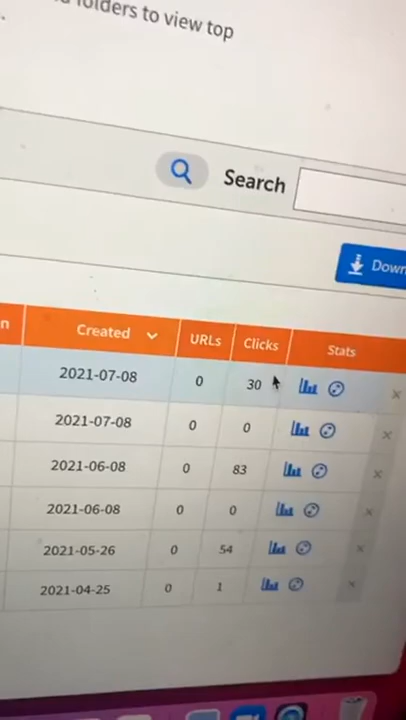 folders to view top
Search
Down
n Created URLs Clicks Stats
2021-07-08 0 30
2021-07-08 0 0
2021-06-08 0 83
2021-06-08 0 0
2021-05-26 0 54
2021-04-25 0 1